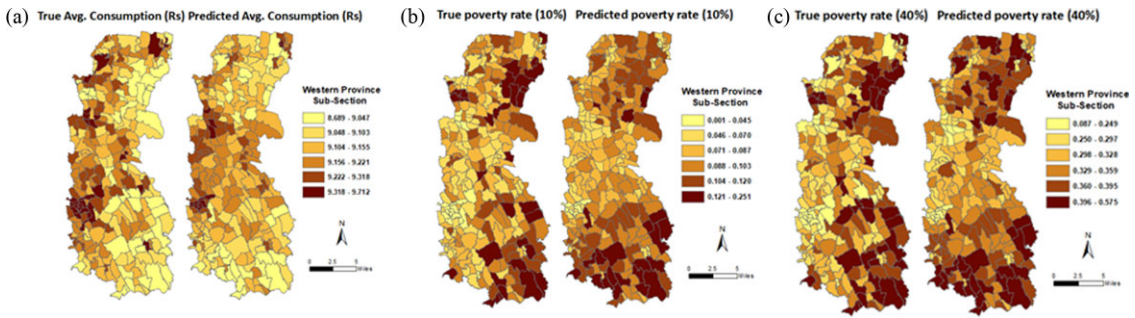 (a) True Avg. Consumption (Rs) Predicted Avg. Consumption (Rs)
Western Province
Sub-Section
8.689 - 9.047
9.048 - 9.103
9.104 - 9.155
9.156 - 9.221
9.222 - 9.318
9.318 - 9.712
N
0 2.5 5
Miles
(b) True poverty rate (10%) Predicted poverty rate (10%)
Western Province
Sub-Section
0.001 - 0.045
0.046 - 0.070
0.071 - 0.087
0.088 - 0.103
0.104 - 0.120
0.121 - 0.251
N
0 2.5 5
Miles
(c) True poverty rate (40%) Predicted poverty rate (40%)
Western Province
Sub-Section
0.087 - 0.249
0.250 - 0.297
0.298 - 0.328
0.329 - 0.359
0.360 - 0.395
0.396 - 0.575
N
0 2.5 5
Miles